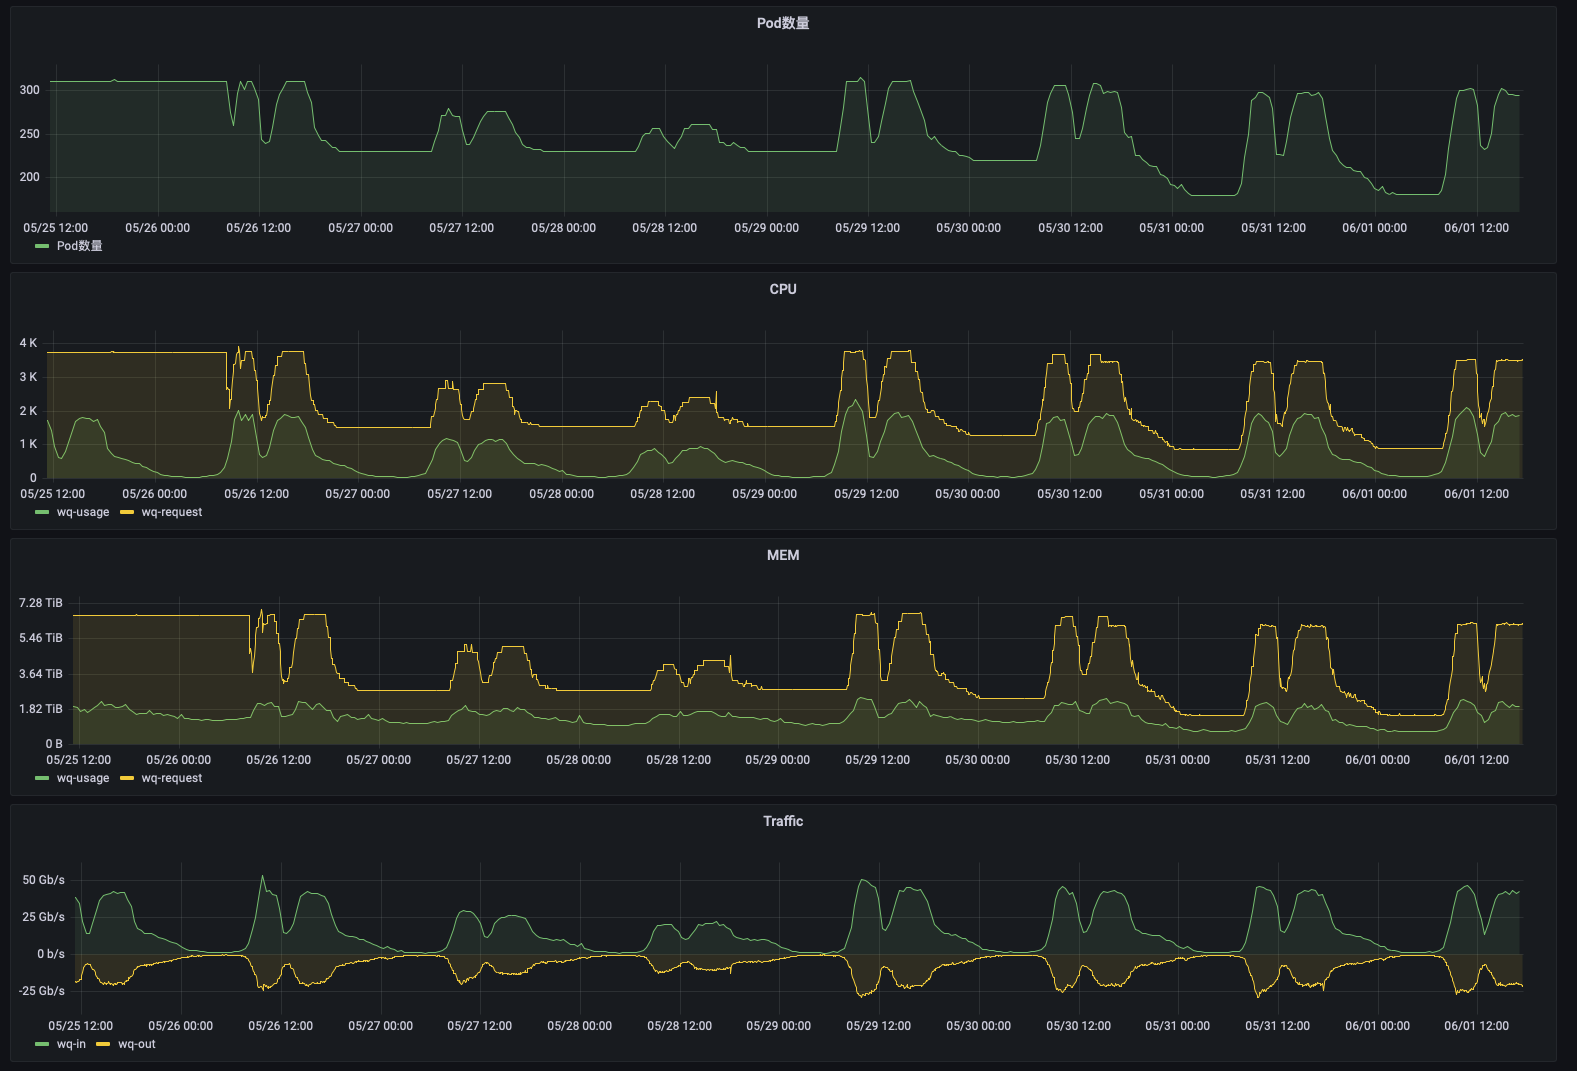 Pod数量
300
250
200
05/25 12:00 05/26 00:00 05/26 12:00 05/27 00:00 05/27 12:00 05/28 00:00 05/28 12:00 05/29 00:00 05/29 12:00 05/30 00:00 05/30 12:00 05/31 00:00 05/31 12:00 06/01 00:00 06/01 12:00
Pod数量
CPU
4 K
3 K
2 K
1 K
0
05/25 12:00 05/26 00:00 05/26 12:00 05/27 00:00 05/27 12:00 05/28 00:00 05/28 12:00 05/29 00:00 05/29 12:00 05/30 00:00 05/30 12:00 05/31 00:00 05/31 12:00 06/01 00:00 06/01 12:00
wq-usage wq-request
MEM
7.28 TiB
5.46 TiB
3.64 TiB
1.82 TiB
0 B
05/25 12:00 05/26 00:00 05/26 12:00 05/27 00:00 05/27 12:00 05/28 00:00 05/28 12:00 05/29 00:00 05/29 12:00 05/30 00:00 05/30 12:00 05/31 00:00 05/31 12:00 06/01 00:00 06/01 12:00
wq-usage wq-request
Traffic
50 Gb/s
25 Gb/s
0 b/s
-25 Gb/s
05/25 12:00 05/26 00:00 05/26 12:00 05/27 00:00 05/27 12:00 05/28 00:00 05/28 12:00 05/29 00:00 05/29 12:00 05/30 00:00 05/30 12:00 05/31 00:00 05/31 12:00 06/01 00:00 06/01 12:00
wq-in wq-out